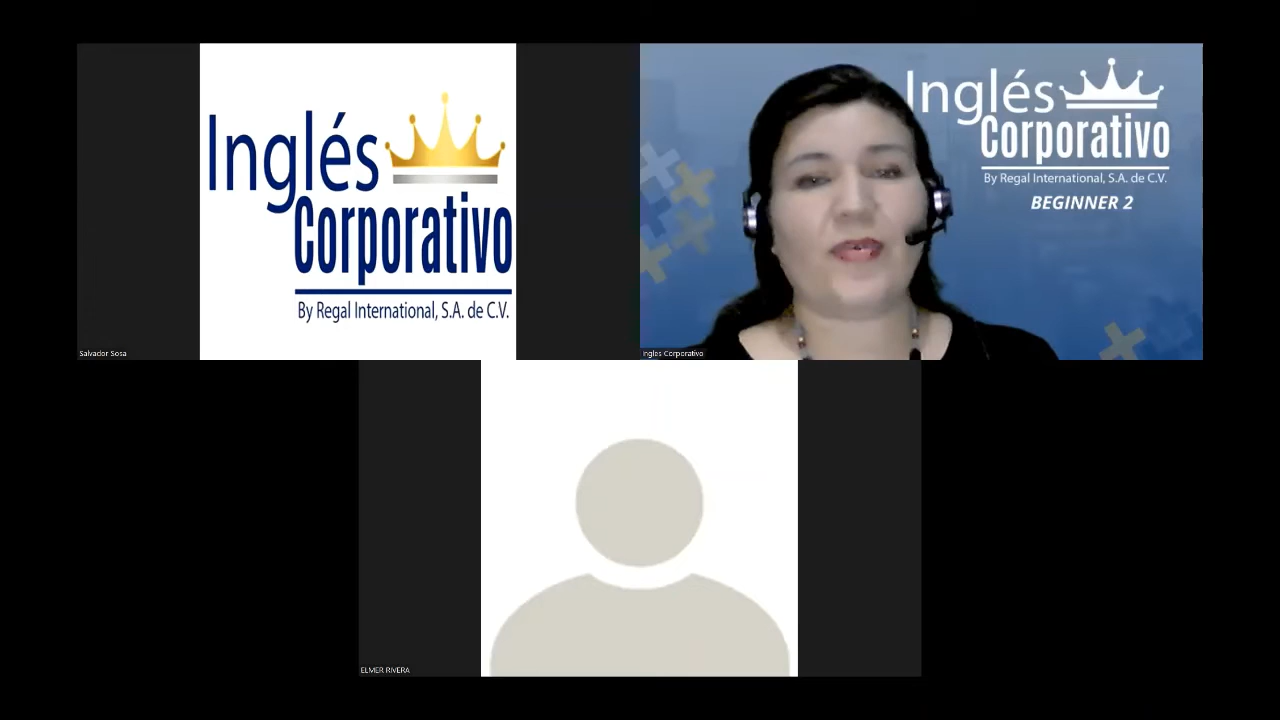 Inglés
Corporativo
By Regal International, S.A. de C.V.
Salvador Sosa
Inglés
Corporativo
By Regal International, S.A. de C.V.
BEGINNER 2
Ingles Corporativo
ELMER RIVERA